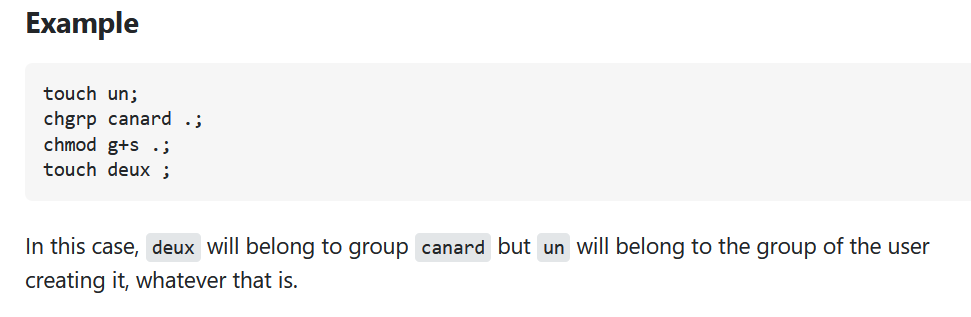 Example
touch un;
chgrp canard .;
chmod g+s .;
touch deux ;
In this case, deux will belong to group canard but un will belong to the group of the user
creating it, whatever that is.